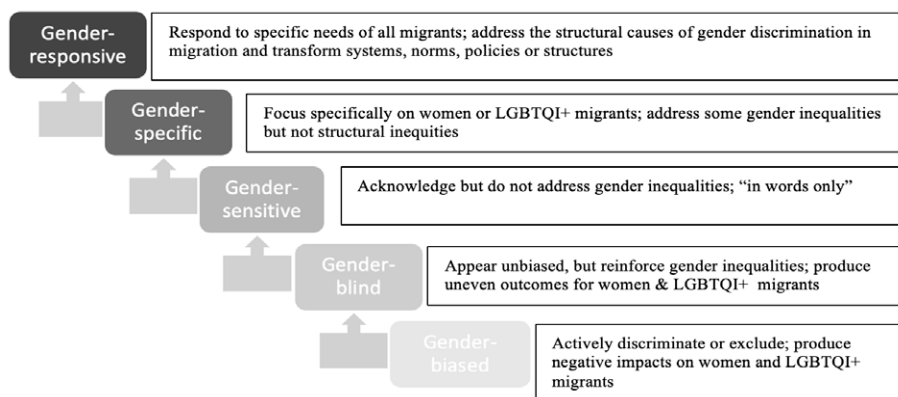 Gender-
responsive
Respond to specific needs of all migrants; address the structural causes of gender discrimination in
migration and transform systems, norms, policies or structures
Gender-
specific
Focus specifically on women or LGBTQI+ migrants; address some gender inequalities
but not structural inequities
Gender-
sensitive
Acknowledge but do not address gender inequalities; “in words only”
Gender-
blind
Appear unbiased, but reinforce gender inequalities; produce
uneven outcomes for women & LGBTQI+ migrants
Gender-
biased
Actively discriminate or exclude; produce
negative impacts on women and LGBTQI+
migrants